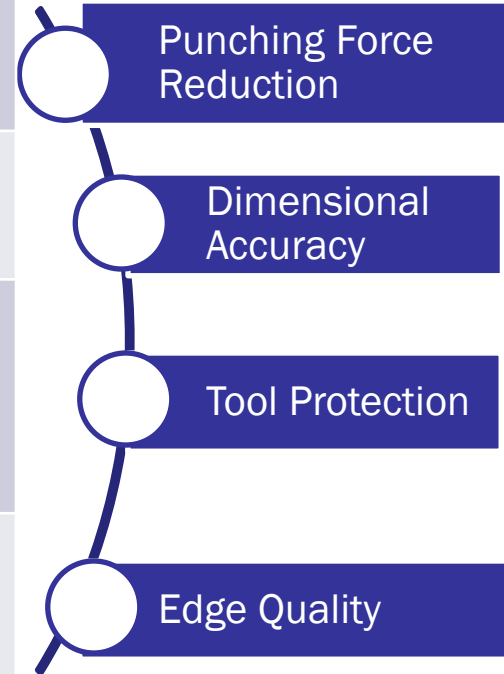 Punching Force
Reduction
Dimensional
Accuracy
Tool Protection
Edge Quality